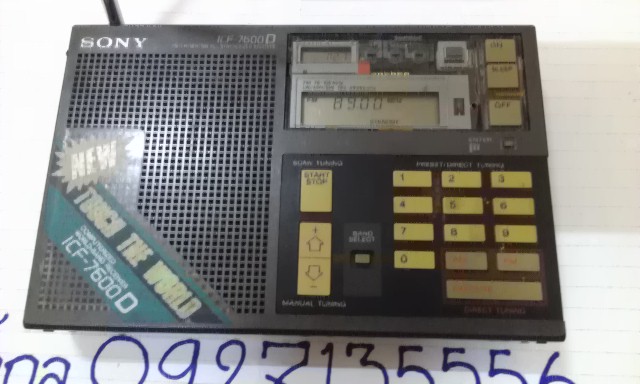 SONY
ICF-7600D
ON
SLEEP
OFF
FM 8900
NEW
TOUCH THE WORLD
ICF-7600D
SCAN TUNING
START
STOP
+
-
MANUAL TUNING
BAND
SELECT
PRESET/DIRECT TUNING
1 2 3
4 5 6
7 8 9
0
DIRECT TUNING
0927135556